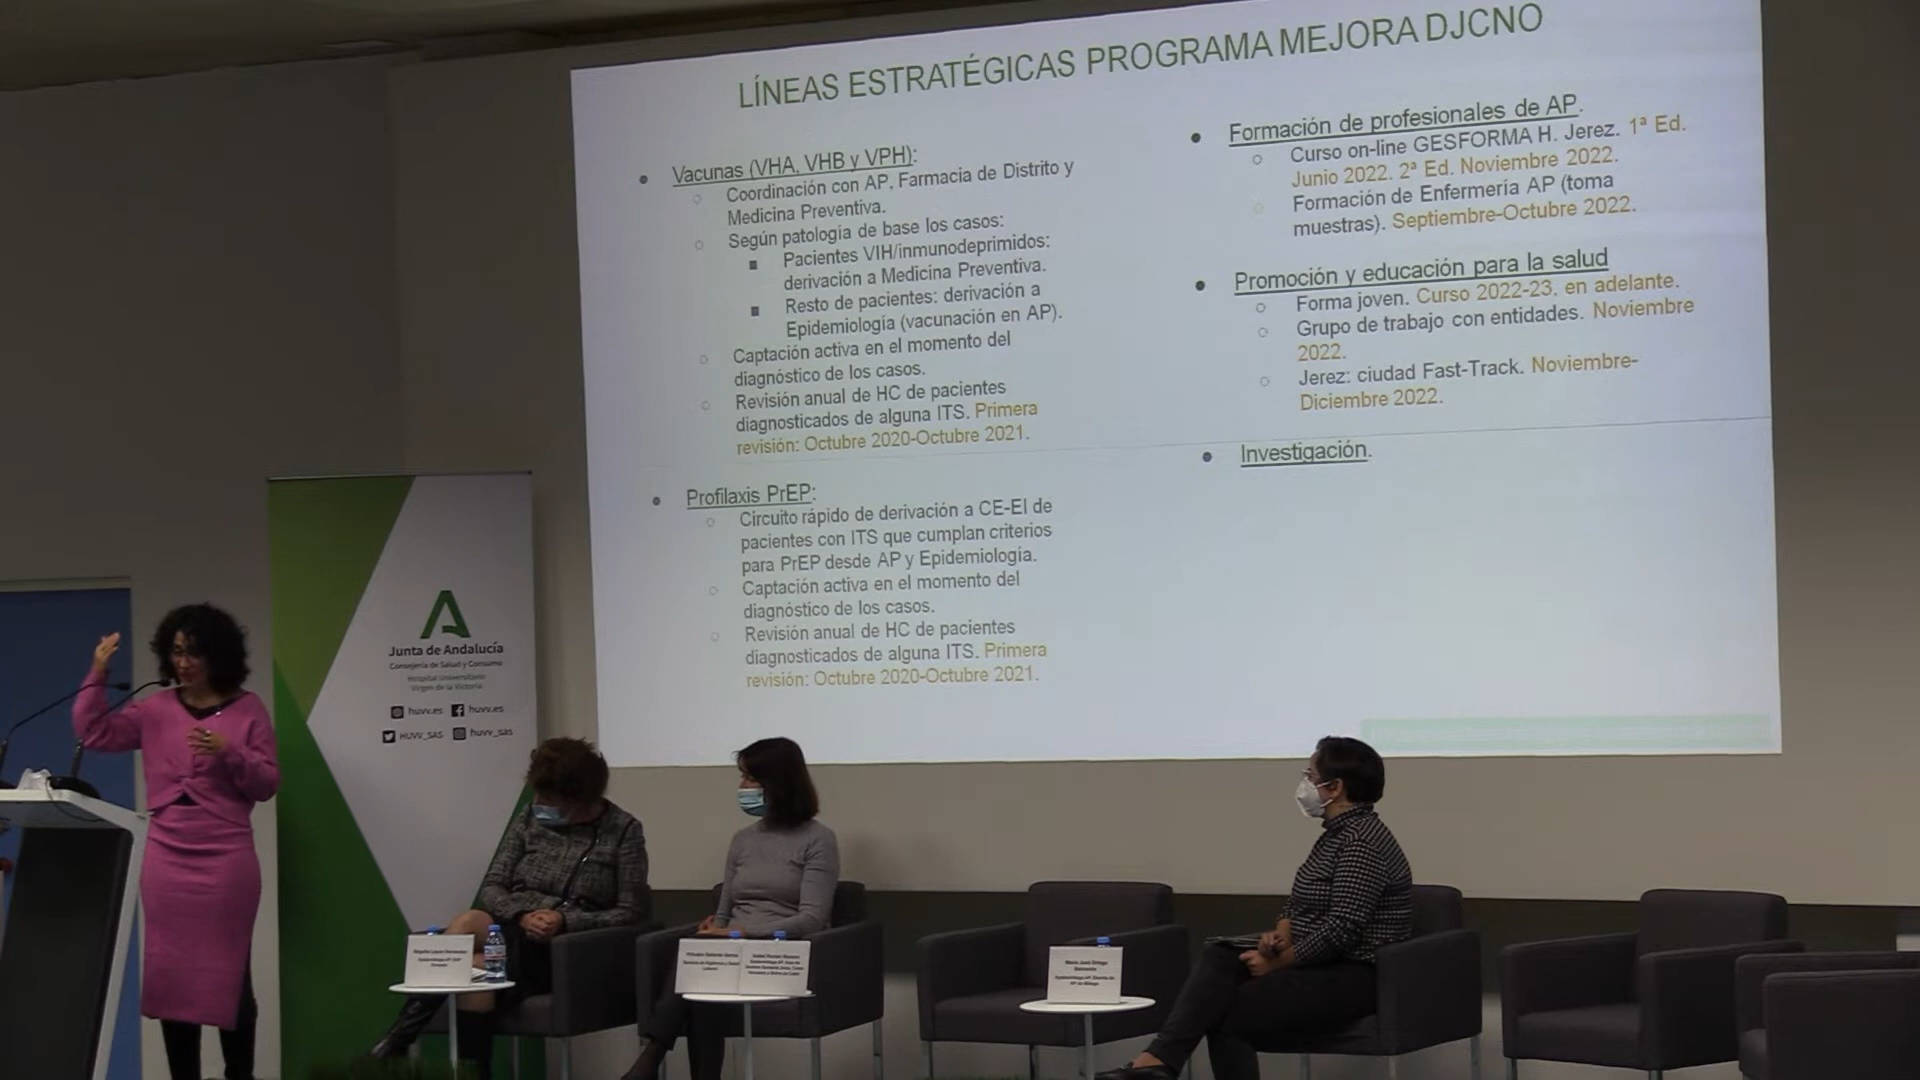 LÍNEAS ESTRATÉGICAS PROGRAMA MEJORA DJCNO
Vacunas (VHA, VHB y VPH):
Coordinación con AP, Farmacia de Distrito y
Medicina Preventiva.
Según patología de base los casos:
Pacientes VIH/inmunodeprimidos:
derivación a Medicina Preventiva.
Resto de pacientes: derivación a
Epidemiología (vacunación en AP).
Captación activa en el momento del
diagnóstico de los casos.
Revisión anual de HC de pacientes
diagnosticados de alguna ITS. Primera
revisión: Octubre 2020-Octubre 2021.
Profilaxis PrEP:
Circuito rápido de derivación a CE-EI de
pacientes con ITS que cumplan criterios
para PrEP desde AP y Epidemiología.
Captación activa en el momento del
diagnóstico de los casos.
Revisión anual de HC de pacientes
diagnosticados de alguna ITS. Primera
revisión: Octubre 2020-Octubre 2021.
Formación de profesionales de AP.
Curso on-line GESFORMA H. Jerez. 1ª Ed.
Junio 2022. 2ª Ed. Noviembre 2022.
Formación de Enfermería AP (toma
muestras). Septiembre-Octubre 2022.
Promoción y educación para la salud
Forma joven. Curso 2022-23, en adelante.
Grupo de trabajo con entidades. Noviembre
2022.
Jerez: ciudad Fast-Track. Noviembre-
Diciembre 2022.
Investigación.
Junta de Andalucía
Consejería de Salud y Consumo
Hospital Universitario
Virgen de la Victoria
huvv.es
huvv.es
HUVV_SAS
huvv_sas
María José Ortega